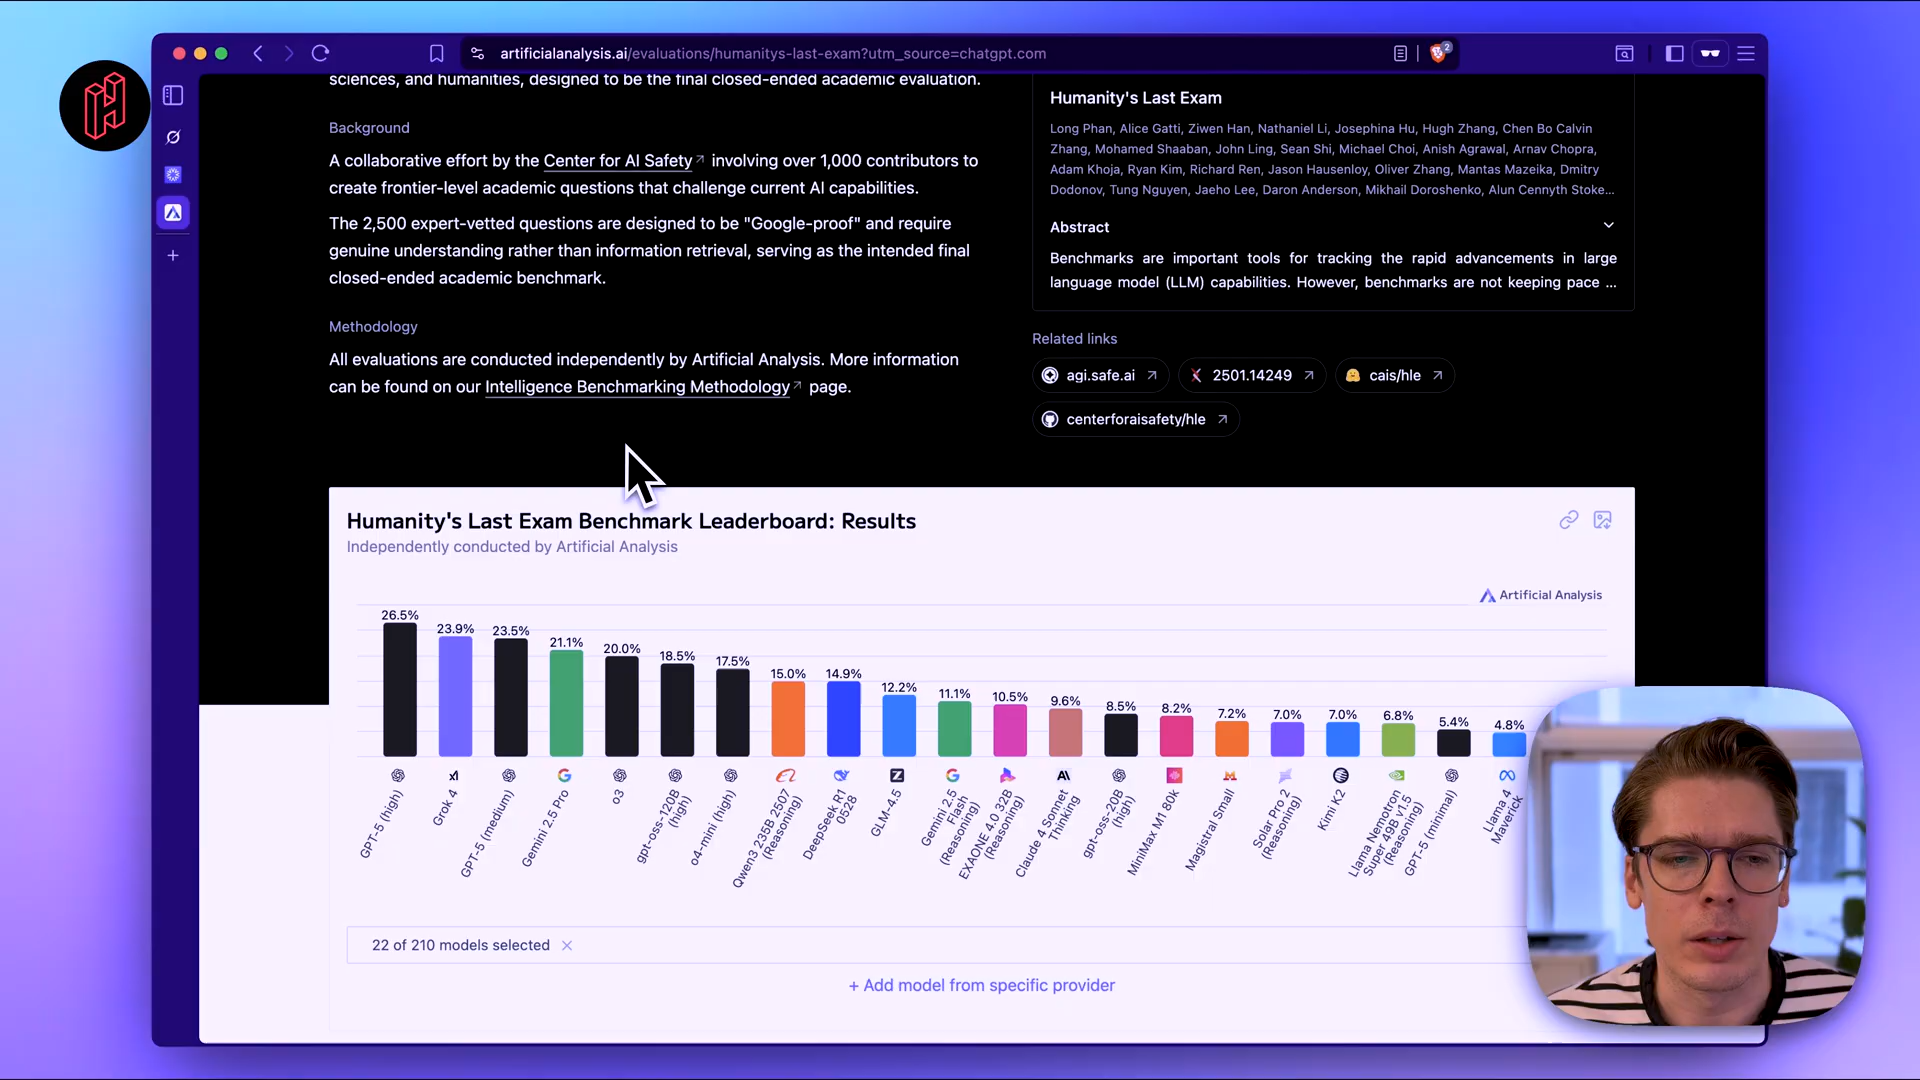 artificialanalysis.ai/evaluations/humanitys-last-exam?utm_source=chatgpt.com
2
sciences, and humanities, designed to be the final closed-ended academic evaluation.
Background
A collaborative effort by the Center for AI Safety involving over 1,000 contributors to
create frontier-level academic questions that challenge current AI capabilities.
The 2,500 expert-vetted questions are designed to be "Google-proof" and require
genuine understanding rather than information retrieval, serving as the intended final
closed-ended academic benchmark.
Methodology
All evaluations are conducted independently by Artificial Analysis. More information
can be found on our Intelligence Benchmarking Methodology page.
Humanity's Last Exam
Long Phan, Alice Gatti, Ziwen Han, Nathaniel Li, Josephina Hu, Hugh Zhang, Chen Bo Calvin
Zhang, Mohamed Shaaban, John Ling, Sean Shi, Michael Choi, Anish Agrawal, Arnav Chopra,
Adam Khoja, Ryan Kim, Richard Ren, Jason Hausenloy, Oliver Zhang, Mantas Mazeika, Dmitry
Dodonov, Tung Nguyen, Jaeho Lee, Daron Anderson, Mikhail Doroshenko, Alun Cennyth Stoke...
Abstract
Benchmarks are important tools for tracking the rapid advancements in large
language model (LLM) capabilities. However, benchmarks are not keeping pace ...
Related links
agi.safe.ai
2501.14249
cais/hle
centerforaisafety/hle
Humanity's Last Exam Benchmark Leaderboard: Results
Independently conducted by Artificial Analysis
Artificial Analysis
26.5%
23.9%
23.5%
21.1%
20.0%
18.5%
17.5%
15.0%
14.9%
12.2%
11.1%
10.5%
9.6%
8.5%
8.2%
7.2%
7.0%
7.0%
6.8%
5.4%
4.8%
GPT-5 (high)
Grok 4
GPT-5 (medium)
Gemini 2.5 Pro
o3
gpt-oss-120B
(high)
o4-mini (high)
Qwen3 235B 2507
(Reasoning)
DeepSeek R1
0528
GLM-4.5
Gemini 2.5
Flash
(Reasoning)
EXAONE 4.0 32B
(Reasoning)
Claude 4 Sonnet
Thinking
gpt-oss-20B
(high)
MiniMax M1 80k
Magistral Small
Solar Pro 2
(Reasoning)
Kimi K2
Llama Nemotron
Super 49B v1.5
(Reasoning)
GPT-5 (minimal)
Llama 4
Maverick
22 of 210 models selected
+ Add model from specific provider